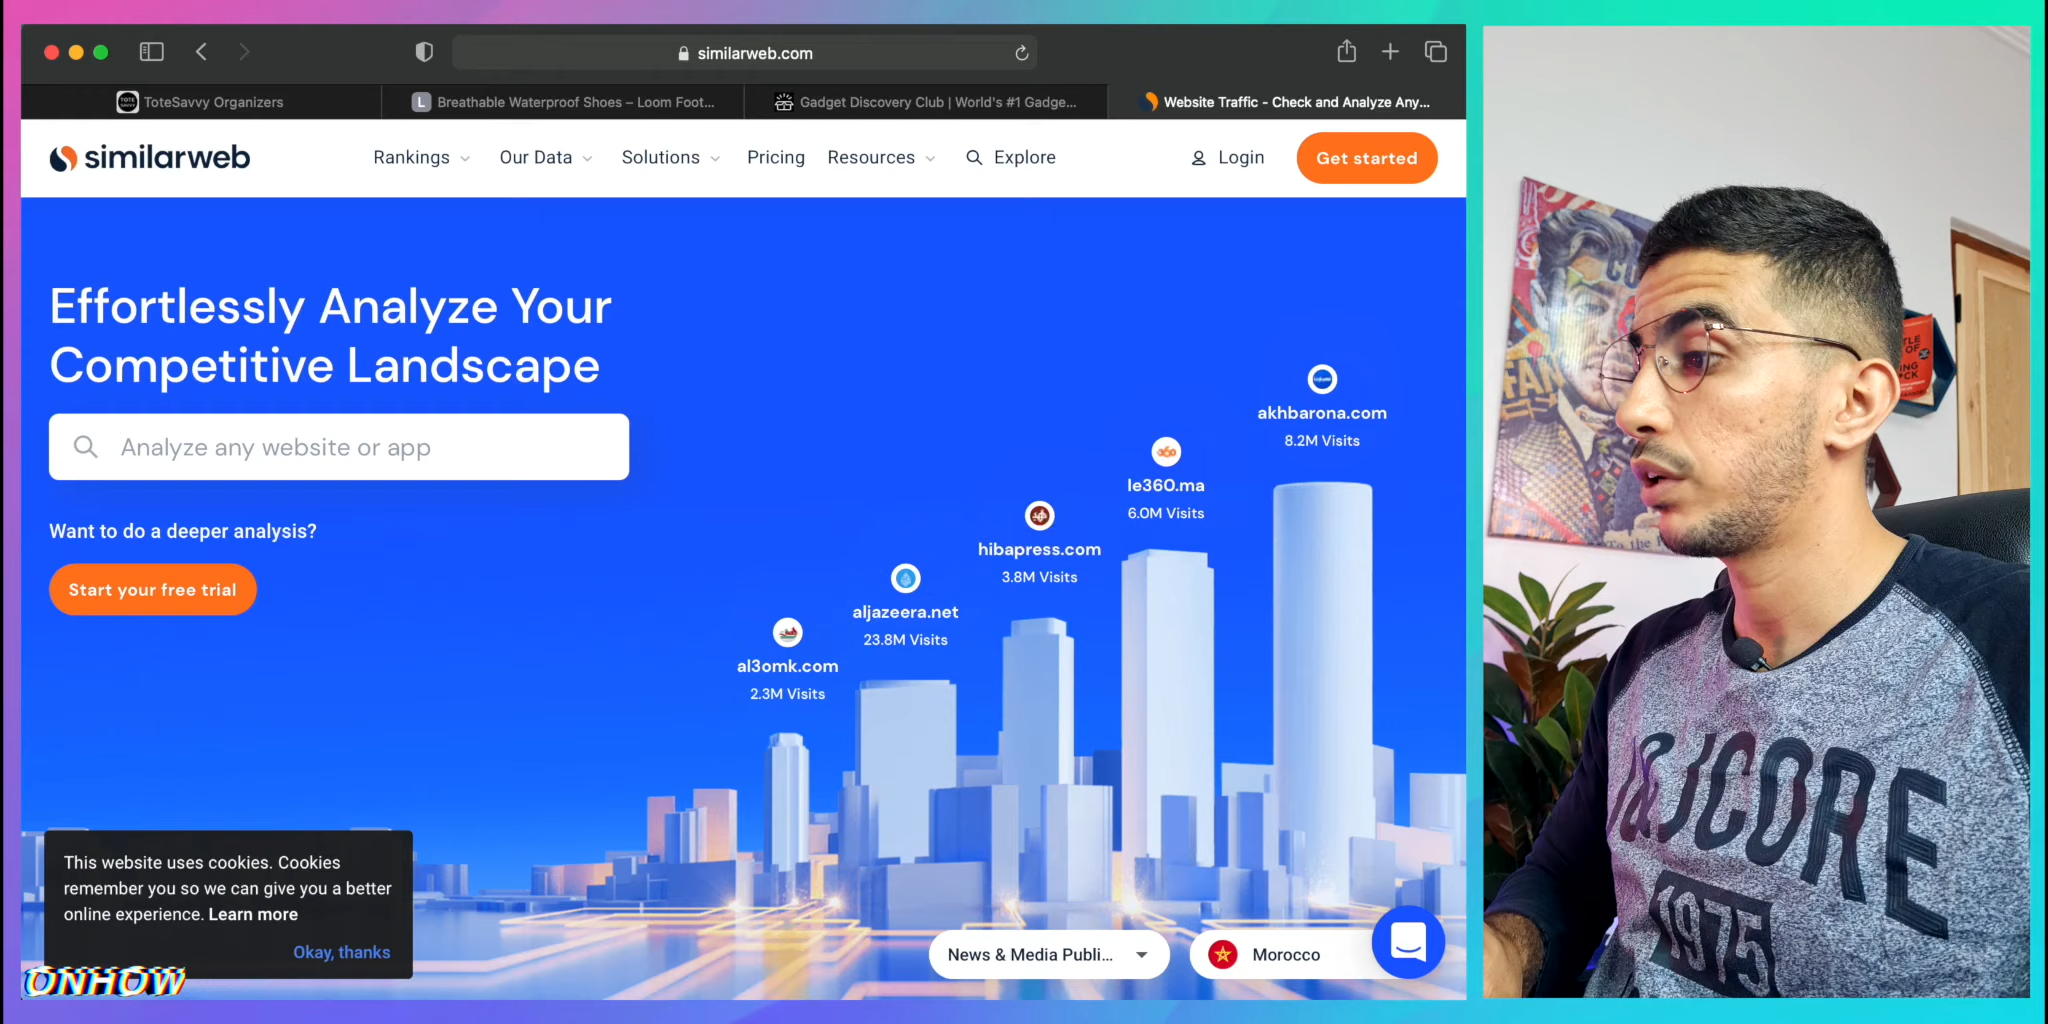 similarweb.com
ToteSavvy Organizers
L Breathable Waterproof Shoes – Loom Foot...
Gadget Discovery Club | World's #1 Gadge...
Website Traffic - Check and Analyze Any...
similarweb
Rankings
Our Data
Solutions
Pricing
Resources
Explore
Login
Get started
Effortlessly Analyze Your
Competitive Landscape
Analyze any website or app
Want to do a deeper analysis?
Start your free trial
akhbarona.com
8.2M Visits
le360.ma
6.0M Visits
hibapress.com
3.8M Visits
aljazeera.net
23.8M Visits
al3omk.com
2.3M Visits
This website uses cookies. Cookies
remember you so we can give you a better
online experience. Learn more
Okay, thanks
ONHOW
News & Media Publi...
Morocco
&JCORE
1975